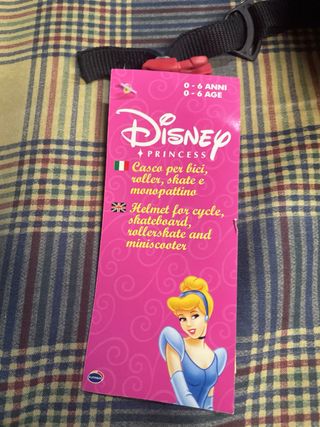 0 - 6 ANNI
0 - 6 AGE
Disney
PRINCESS
Casco per bici,
roller, skate e
monopattino
Helmet for cycle,
skateboard,
rollerskate and
miniscooter